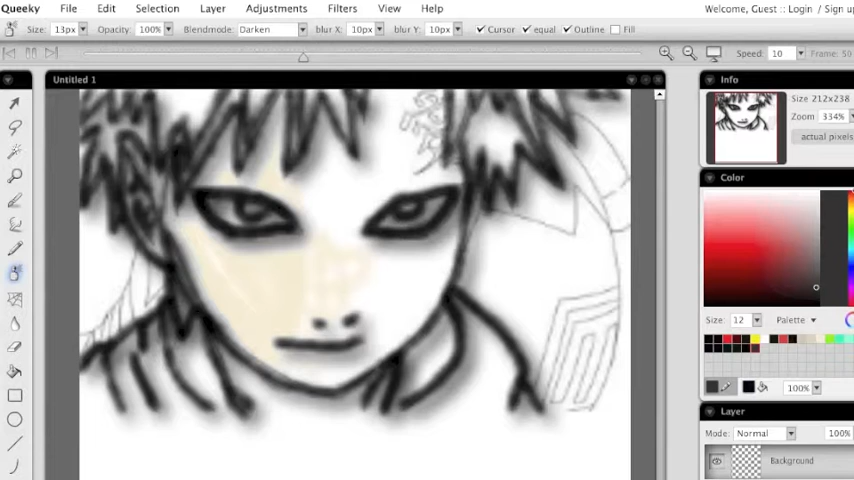 Queeky File Edit Selection Layer Adjustments Filters View Help Welcome, Guest :: Login / Sign
Size: 13px Opacity: 100% Blendmode: Darken blur X: 10px blur Y: 10px Cursor equal Outline Fill
Speed: 10 Frame: 50
Untitled 1
Info
Size 212x238
Zoom 334%
actual pixels
Color
Size: 12 Palette
100%
Layer
Mode: Normal 100%
Background